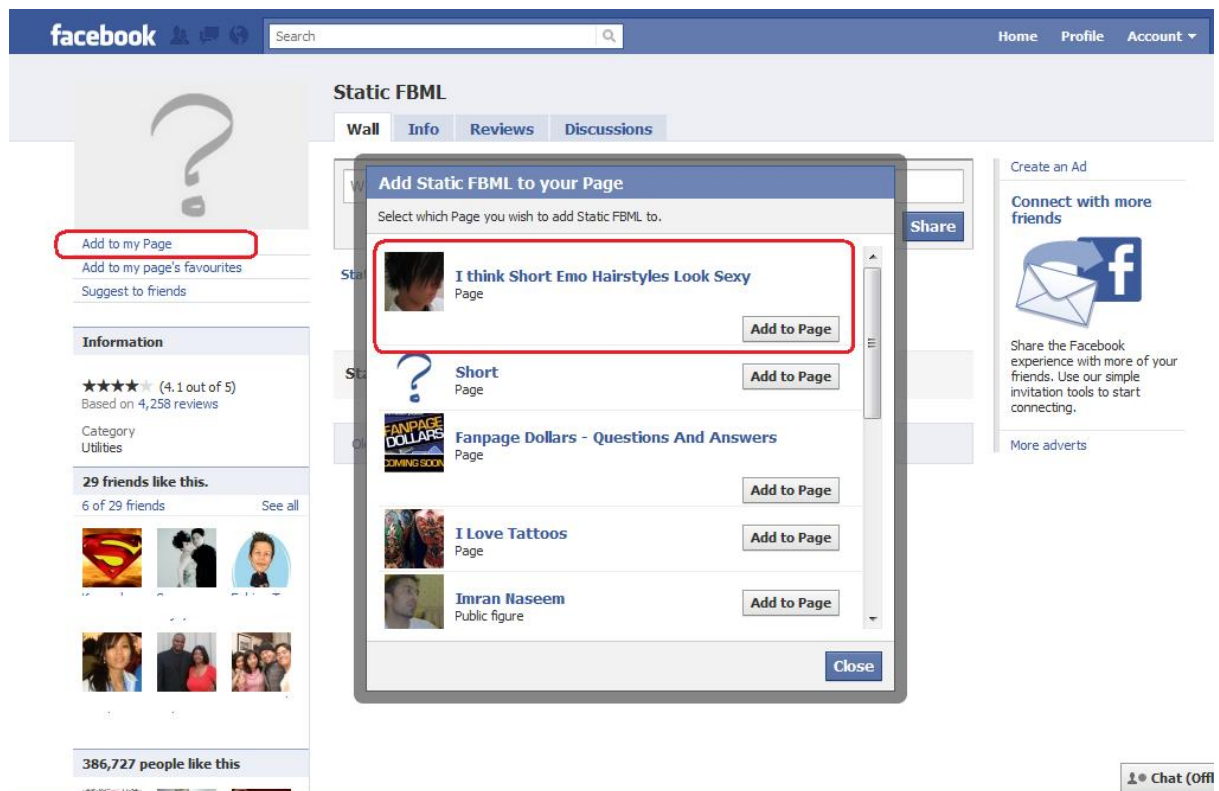 facebook
Search
Home Profile Account
Static FBML
Wall Info Reviews Discussions
Add to my Page
Add to my page's favourites
Suggest to friends
Information
(4.1 out of 5)
Based on 4,258 reviews
Category
Utilities
29 friends like this.
6 of 29 friends See all
386,727 people like this
Share
Add Static FBML to your Page
Select which Page you wish to add Static FBML to.
I think Short Emo Hairstyles Look Sexy
Page
Add to Page
Short
Page
Add to Page
FANPAGE
DOLLARS
COMING SOON
Fanpage Dollars - Questions And Answers
Page
Add to Page
I Love Tattoos
Page
Add to Page
Imran Naseem
Public figure
Add to Page
Close
Create an Ad
Connect with more
friends
f
Share the Facebook
experience with more of your
friends. Use our simple
invitation tools to start
connecting.
More adverts
Chat (Offl